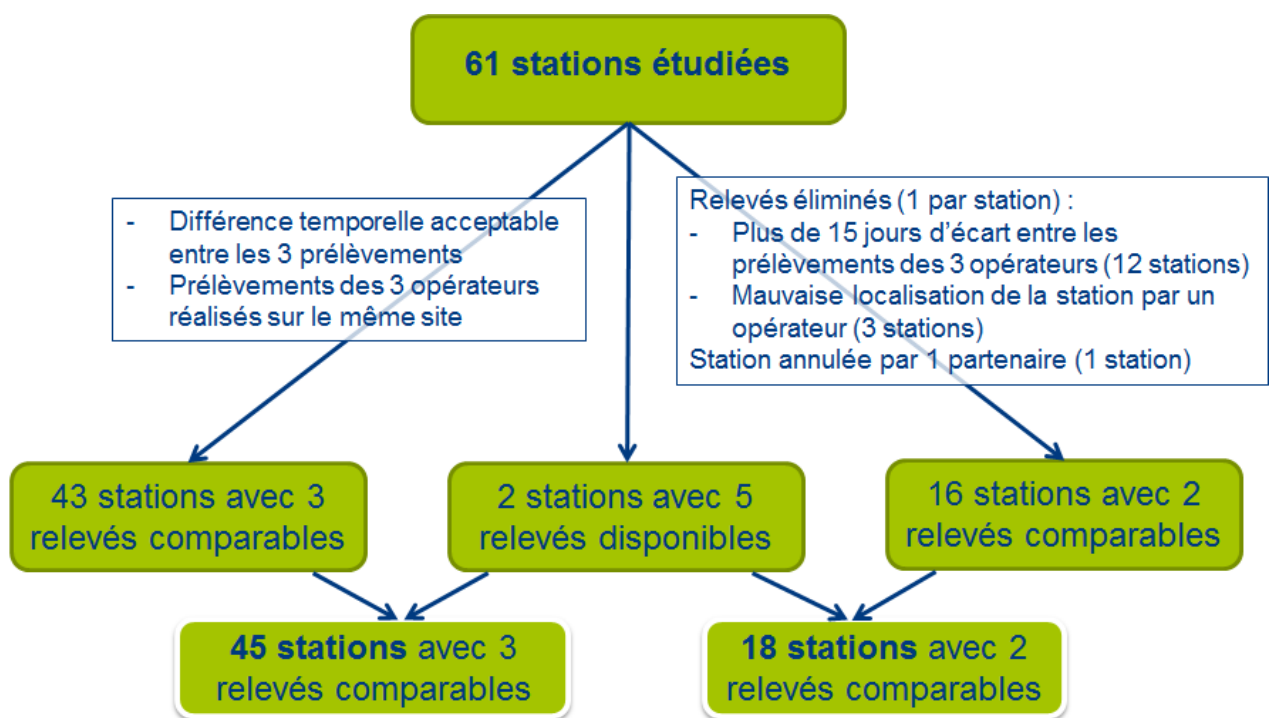 61 stations étudiées
- Différence temporelle acceptable
entre les 3 prélèvements
- Prélèvements des 3 opérateurs
réalisés sur le même site
Relevés éliminés (1 par station) :
- Plus de 15 jours d'écart entre les
prélèvements des 3 opérateurs (12 stations)
- Mauvaise localisation de la station par un
opérateur (3 stations)
Station annulée par 1 partenaire (1 station)
43 stations avec 3
relevés comparables
2 stations avec 5
relevés disponibles
16 stations avec 2
relevés comparables
45 stations avec 3
relevés comparables
18 stations avec 2
relevés comparables